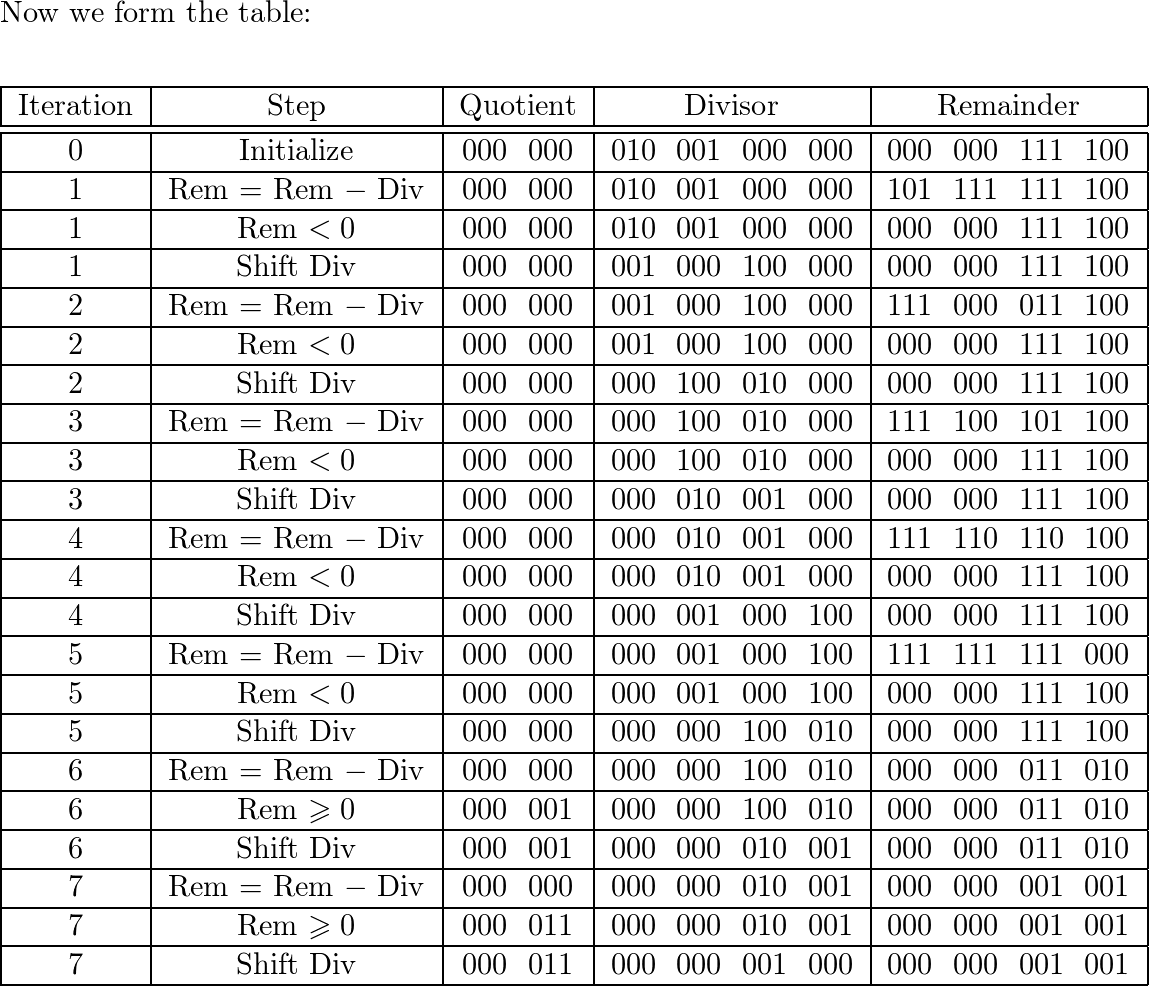 Now we form the table:
Iteration Step Quotient Divisor Remainder
0 Initialize 000 000 010 001 000 000 000 000 111 100
1 Rem = Rem − Div 000 000 010 001 000 000 101 111 111 100
1 Rem < 0 000 000 010 001 000 000 000 000 111 100
1 Shift Div 000 000 001 000 100 000 000 000 111 100
2 Rem = Rem − Div 000 000 001 000 100 000 111 000 011 100
2 Rem < 0 000 000 001 000 100 000 000 000 111 100
2 Shift Div 000 000 000 100 010 000 000 000 111 100
3 Rem = Rem − Div 000 000 000 100 010 000 111 100 101 100
3 Rem < 0 000 000 000 100 010 000 000 000 111 100
3 Shift Div 000 000 000 010 001 000 000 000 111 100
4 Rem = Rem − Div 000 000 000 010 001 000 111 110 110 100
4 Rem < 0 000 000 000 010 001 000 000 000 111 100
4 Shift Div 000 000 000 001 000 100 000 000 111 100
5 Rem = Rem − Div 000 000 000 001 000 100 111 111 111 000
5 Rem < 0 000 000 000 001 000 100 000 000 111 100
5 Shift Div 000 000 000 000 100 010 000 000 111 100
6 Rem = Rem − Div 000 000 000 000 100 010 000 000 011 010
6 Rem ⩾ 0 000 001 000 000 100 010 000 000 011 010
6 Shift Div 000 001 000 000 010 001 000 000 011 010
7 Rem = Rem − Div 000 000 000 000 010 001 000 000 001 001
7 Rem ⩾ 0 000 011 000 000 010 001 000 000 001 001
7 Shift Div 000 011 000 000 001 000 000 000 001 001